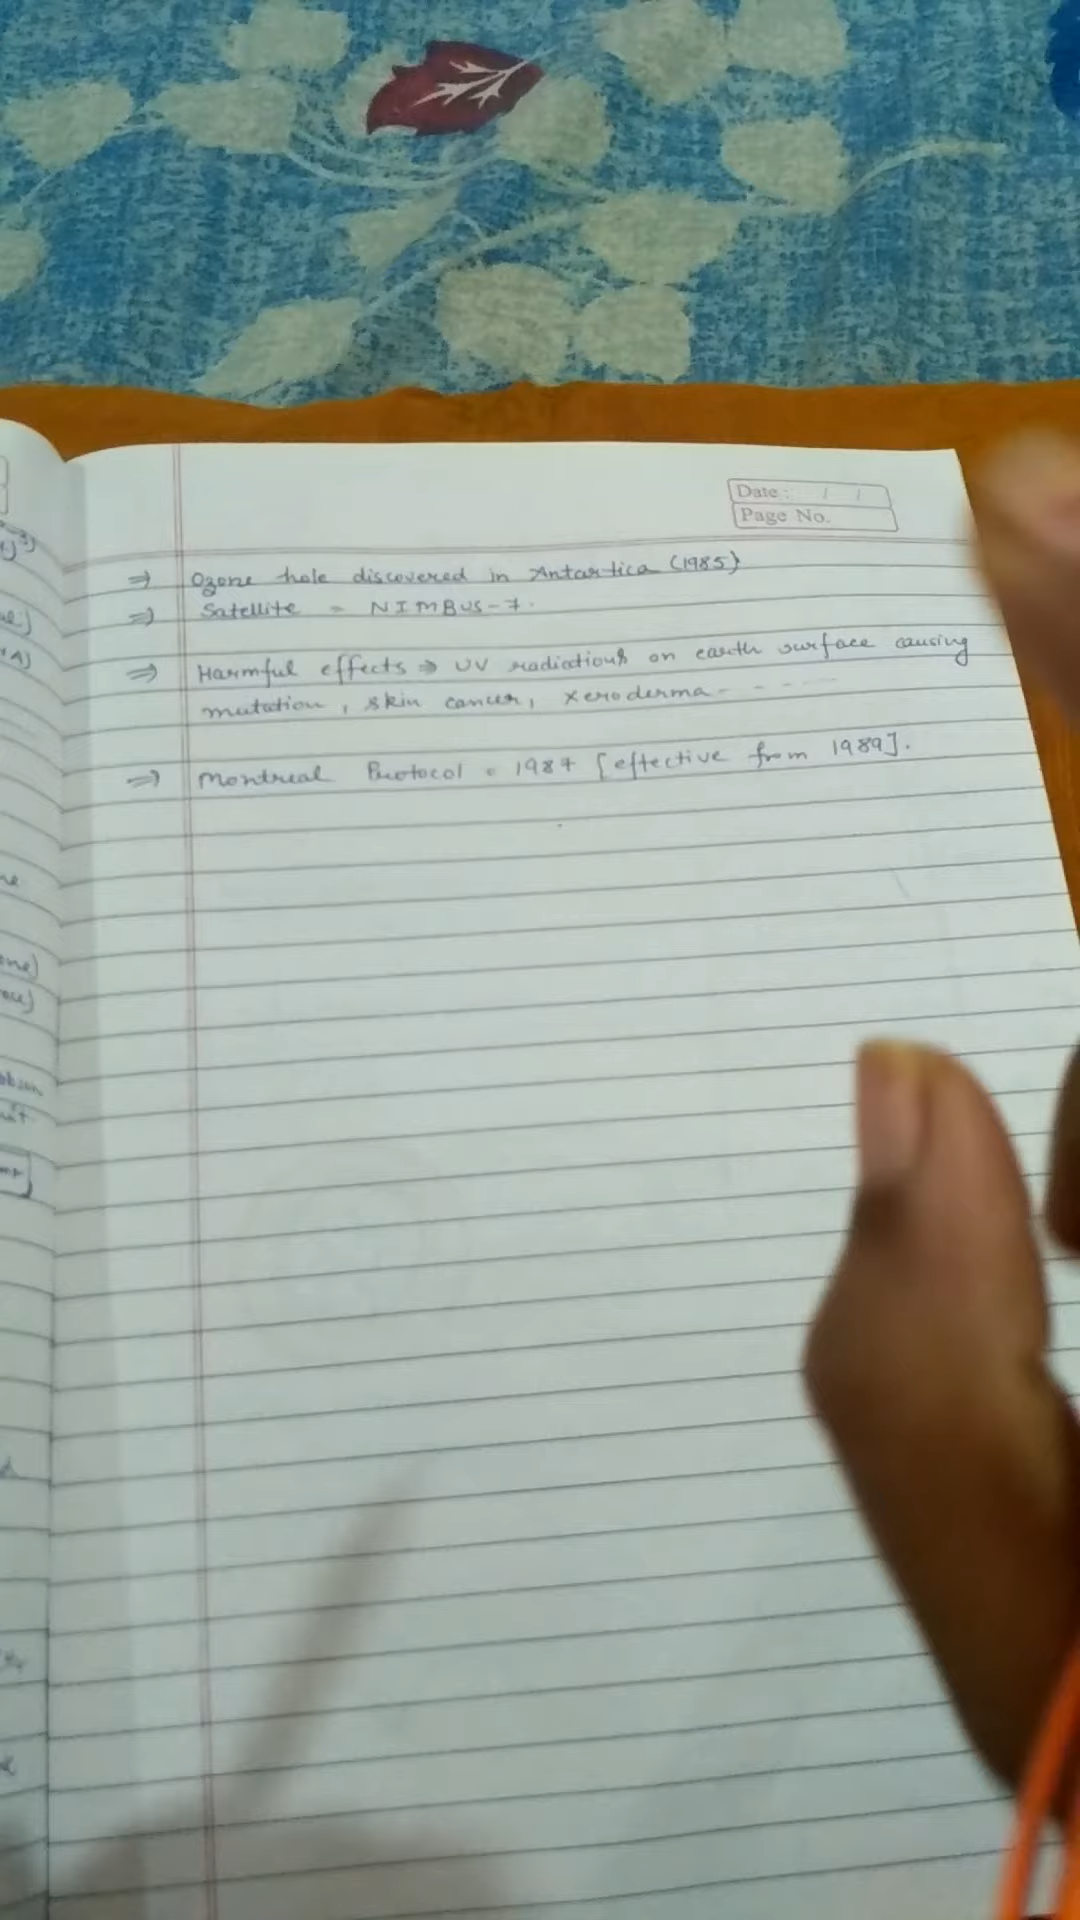 Date : / /
Page No.
⇒ Ozone hole discovered in Antartica (1985}
⇒ Satellite = NIMBUS-7.
⇒ Harmful effects → UV radiations on earth surface causing
mutation, skin cancer, xeroderma - - - - - -
⇒ Montreal Protocol = 1987 [effective from 1989].